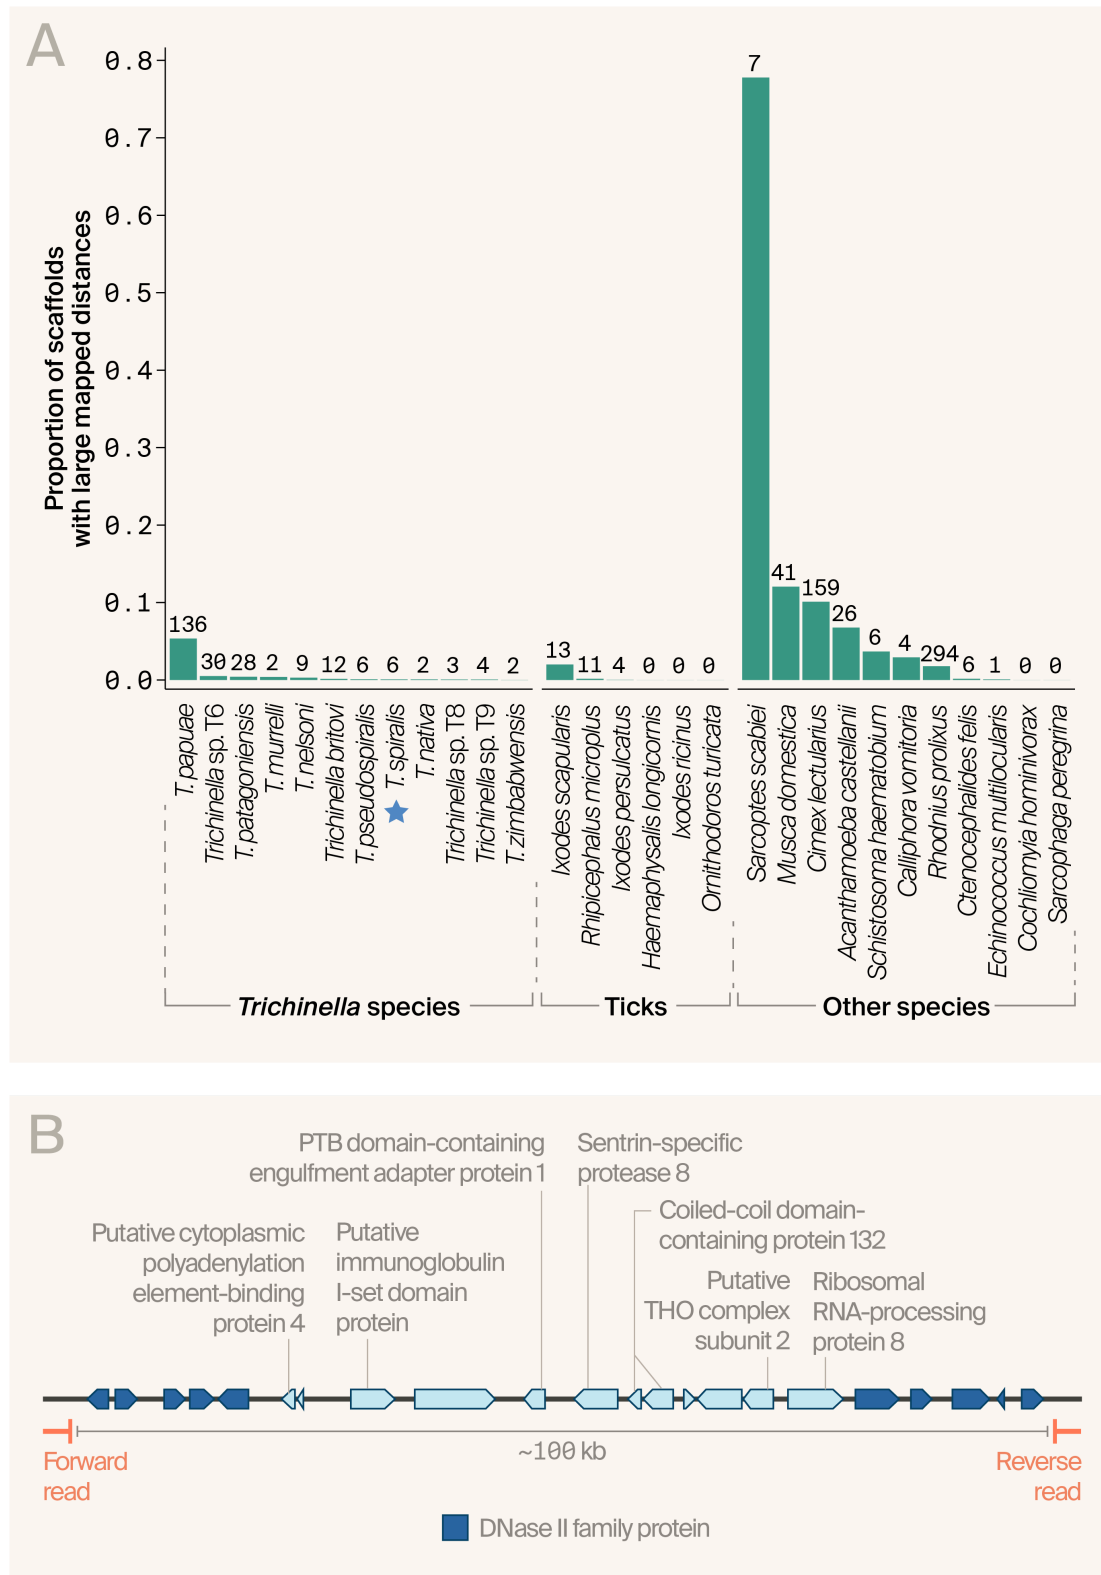 A
Proportion of scaffolds
with large mapped distances
0.8
0.7
0.6
0.5
0.4
0.3
0.2
0.1
0.0
136 30 28 2 9 12 6 6 2 3 4 2
13 11 4 0 0 0
7 41 159 26 6 4 294 6 1 0 0
T. papuae
Trichinella sp. T6
T. patagoniensis
T. murrelli
T. nelsoni
Trichinella britovi
T. pseudospiralis
T. spiralis
T. nativa
Trichinella sp. T8
Trichinella sp. T9
T. zimbabwensis
Ixodes scapularis
Rhipicephalus microplus
Ixodes persulcatus
Haemaphysalis longicornis
Ixodes ricinus
Ornithodoros turicata
Sarcoptes scabiei
Musca domestica
Cimex lectularius
Acanthamoeba castellanii
Schistosoma haematobium
Calliphora vomitoria
Rhodnius prolixus
Ctenocephalides felis
Echinococcus multilocularis
Cochliomyia hominivorax
Sarcophaga peregrina
Trichinella species
Ticks
Other species
B
PTB domain-containing
engulfment adapter protein 1
Sentrin-specific
protease 8
Putative cytoplasmic
polyadenylation
element-binding
protein 4
Putative
immunoglobulin
I-set domain
protein
Coiled-coil domain-
containing protein 132
Putative
THO complex
subunit 2
Ribosomal
RNA-processing
protein 8
Forward
read
~100 kb
Reverse
read
DNase II family protein